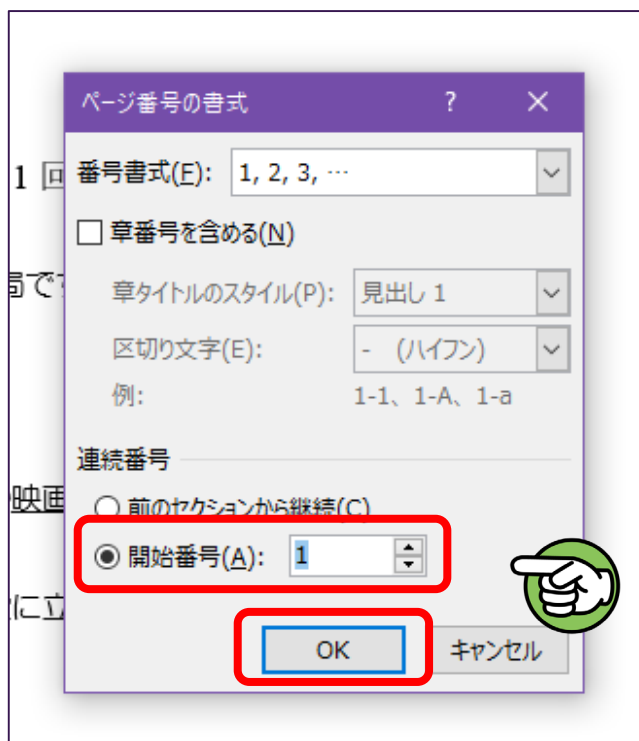 ページ番号の書式 ? ×
1 回
番号書式(F): 1, 2, 3, …
章番号を含める(N)
局です
章タイトルのスタイル(P): 見出し 1
区切り文字(E): - (ハイフン)
例: 1-1、1-A、1-a
連続番号
映画
前のセクションから継続(C)
開始番号(A): 1
に立
OK キャンセル